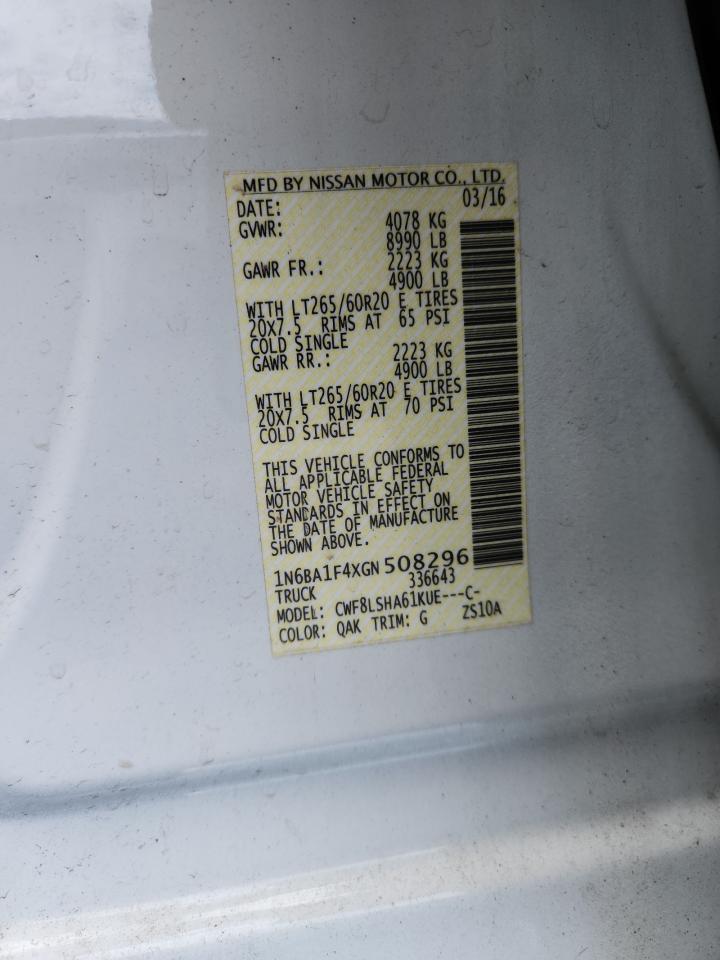 MFD BY NISSAN MOTOR CO., LTD.
DATE: 03/16
GVWR: 4078 KG
8990 LB
GAWR FR.: 2223 KG
4900 LB
WITH LT265/60R20 E TIRES
20X7.5 RIMS AT 65 PSI
COLD SINGLE
GAWR RR.: 2223 KG
4900 LB
WITH LT265/60R20 E TIRES
20X7.5 RIMS AT 70 PSI
COLD SINGLE
THIS VEHICLE CONFORMS TO
ALL APPLICABLE FEDERAL
MOTOR VEHICLE SAFETY
STANDARDS IN EFFECT ON
THE DATE OF MANUFACTURE
SHOWN ABOVE.
1N6BA1F4XGN508296
TRUCK 336643
MODEL: CWF8LSHA61KUE---C-
COLOR: QAK TRIM: G ZS10A